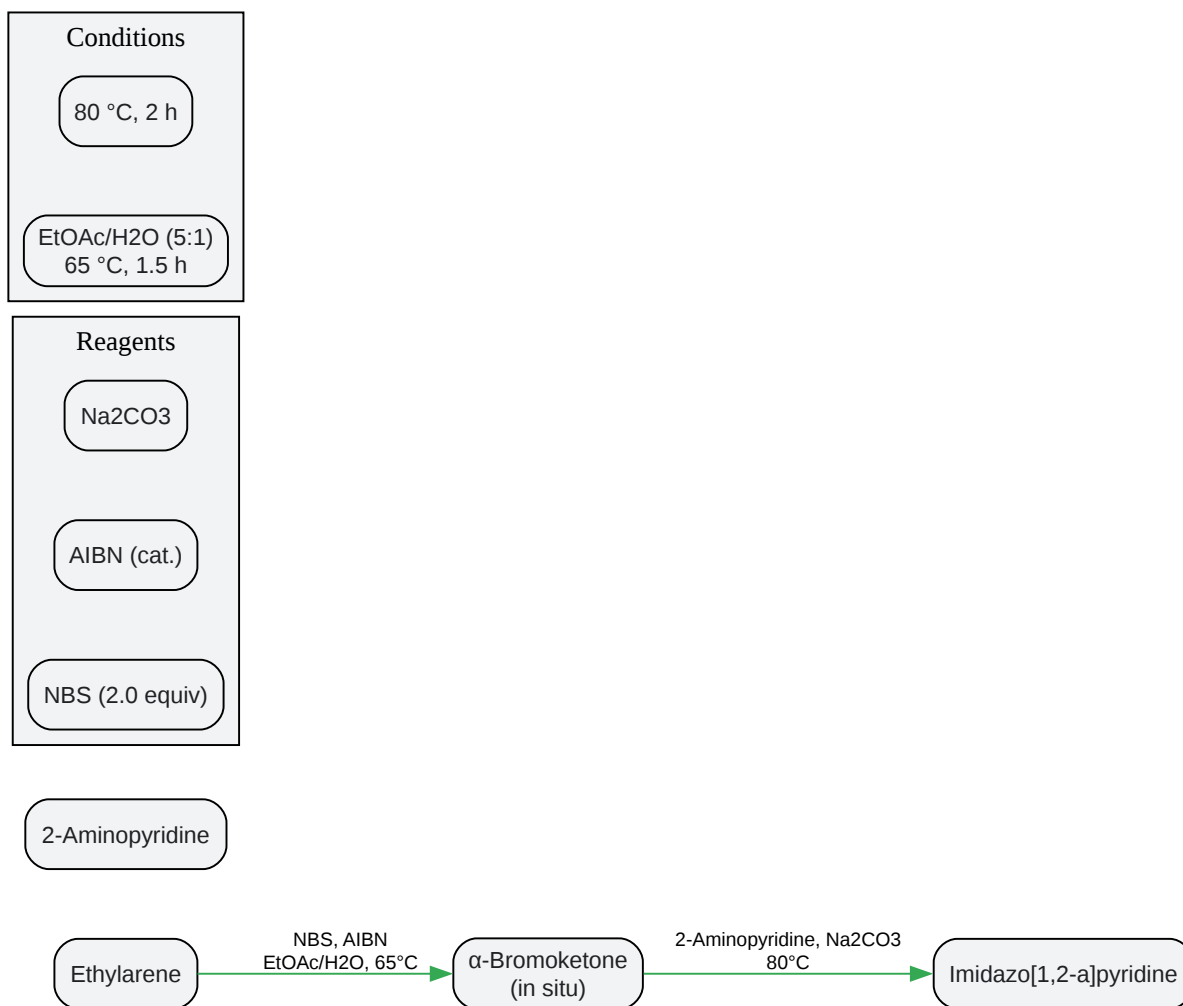 Conditions
80 °C, 2 h
EtOAc/H2O (5:1)
65 °C, 1.5 h
Reagents
Na2CO3
AIBN (cat.)
NBS (2.0 equiv)
2-Aminopyridine
Ethylarene
NBS, AIBN
EtOAc/H2O, 65°C
α-Bromoketone
(in situ)
2-Aminopyridine, Na2CO3
80°C
Imidazo[1,2-a]pyridine